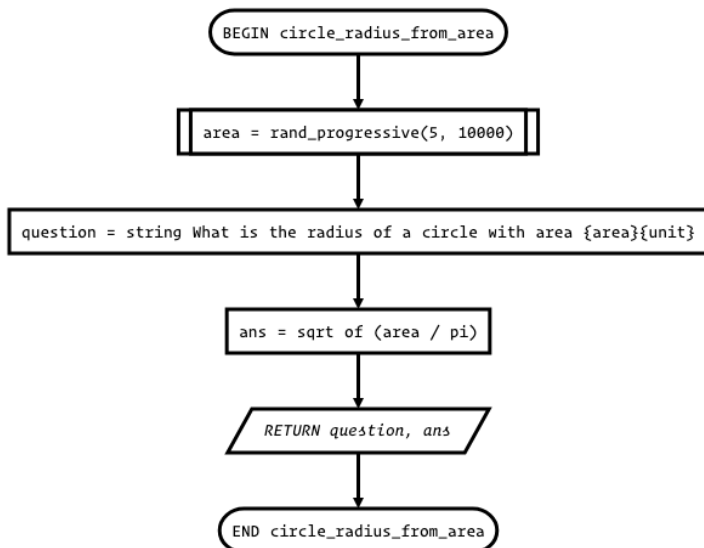 BEGIN circle_radius_from_area
area = rand_progressive(5, 10000)
question = string What is the radius of a circle with area {area}{unit}
ans = sqrt of (area / pi)
RETURN question, ans
END circle_radius_from_area